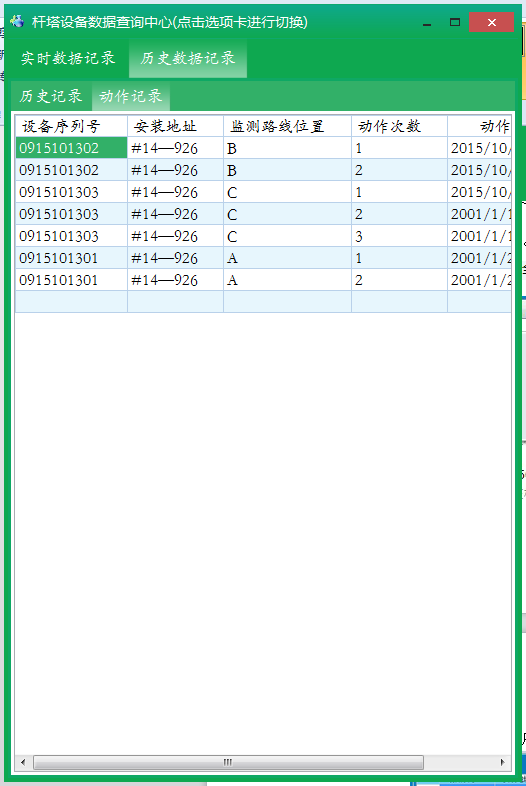 杆塔设备数据查询中心(点击选项卡进行切换)
实时数据记录 历史数据记录
历史记录 动作记录
设备序列号 安装地址 监测路线位置 动作次数 动作
0915101302 #14—926 B 1 2015/10/
0915101302 #14—926 B 2 2015/10/
0915101303 #14—926 C 1 2015/10/
0915101303 #14—926 C 2 2001/1/1
0915101303 #14—926 C 3 2001/1/1
0915101301 #14—926 A 1 2001/1/2
0915101301 #14—926 A 2 2001/1/2